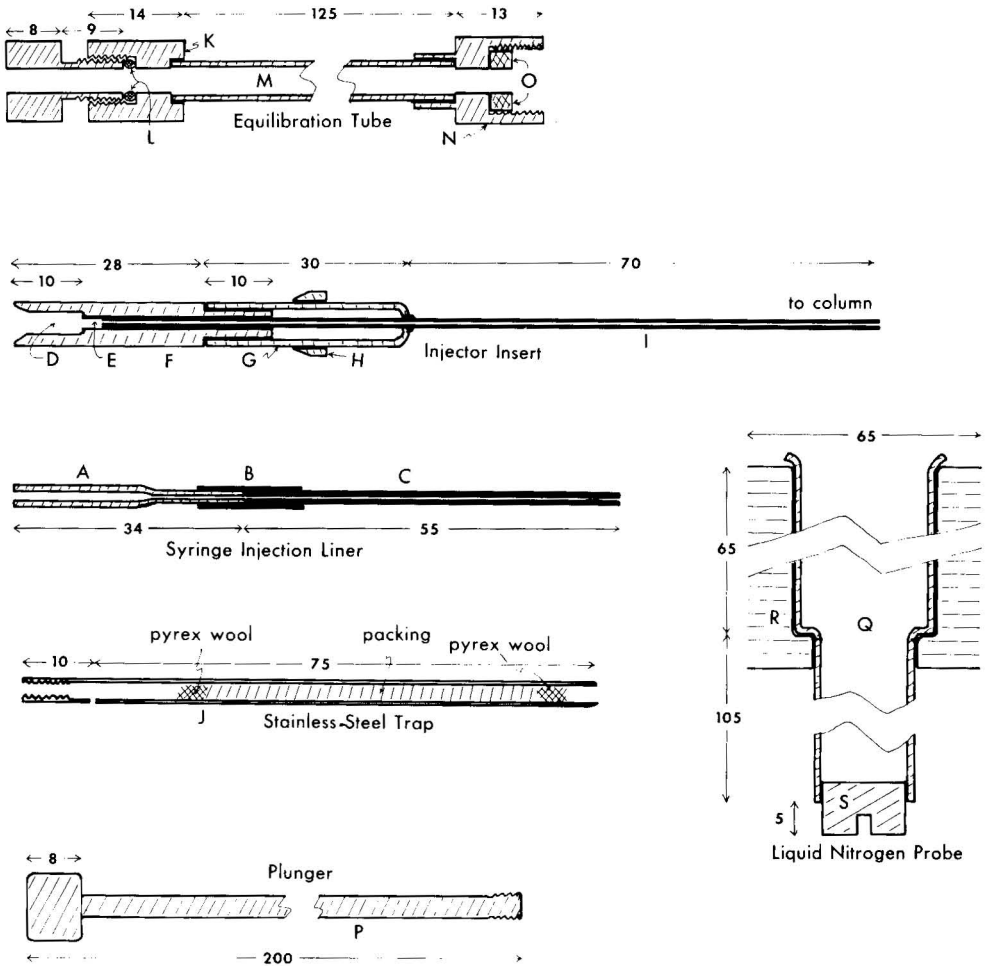 14 125 13
8 9
K
M O
L Equilibration Tube N
28 30 70
10 10
to column
D E F G H Injector Insert I
A B C
34 55
Syringe Injection Liner
65
65
R Q
105
S
5
Liquid Nitrogen Probe
pyrex wool packing pyrex wool
10 75
J Stainless-Steel Trap
8 Plunger
P
200